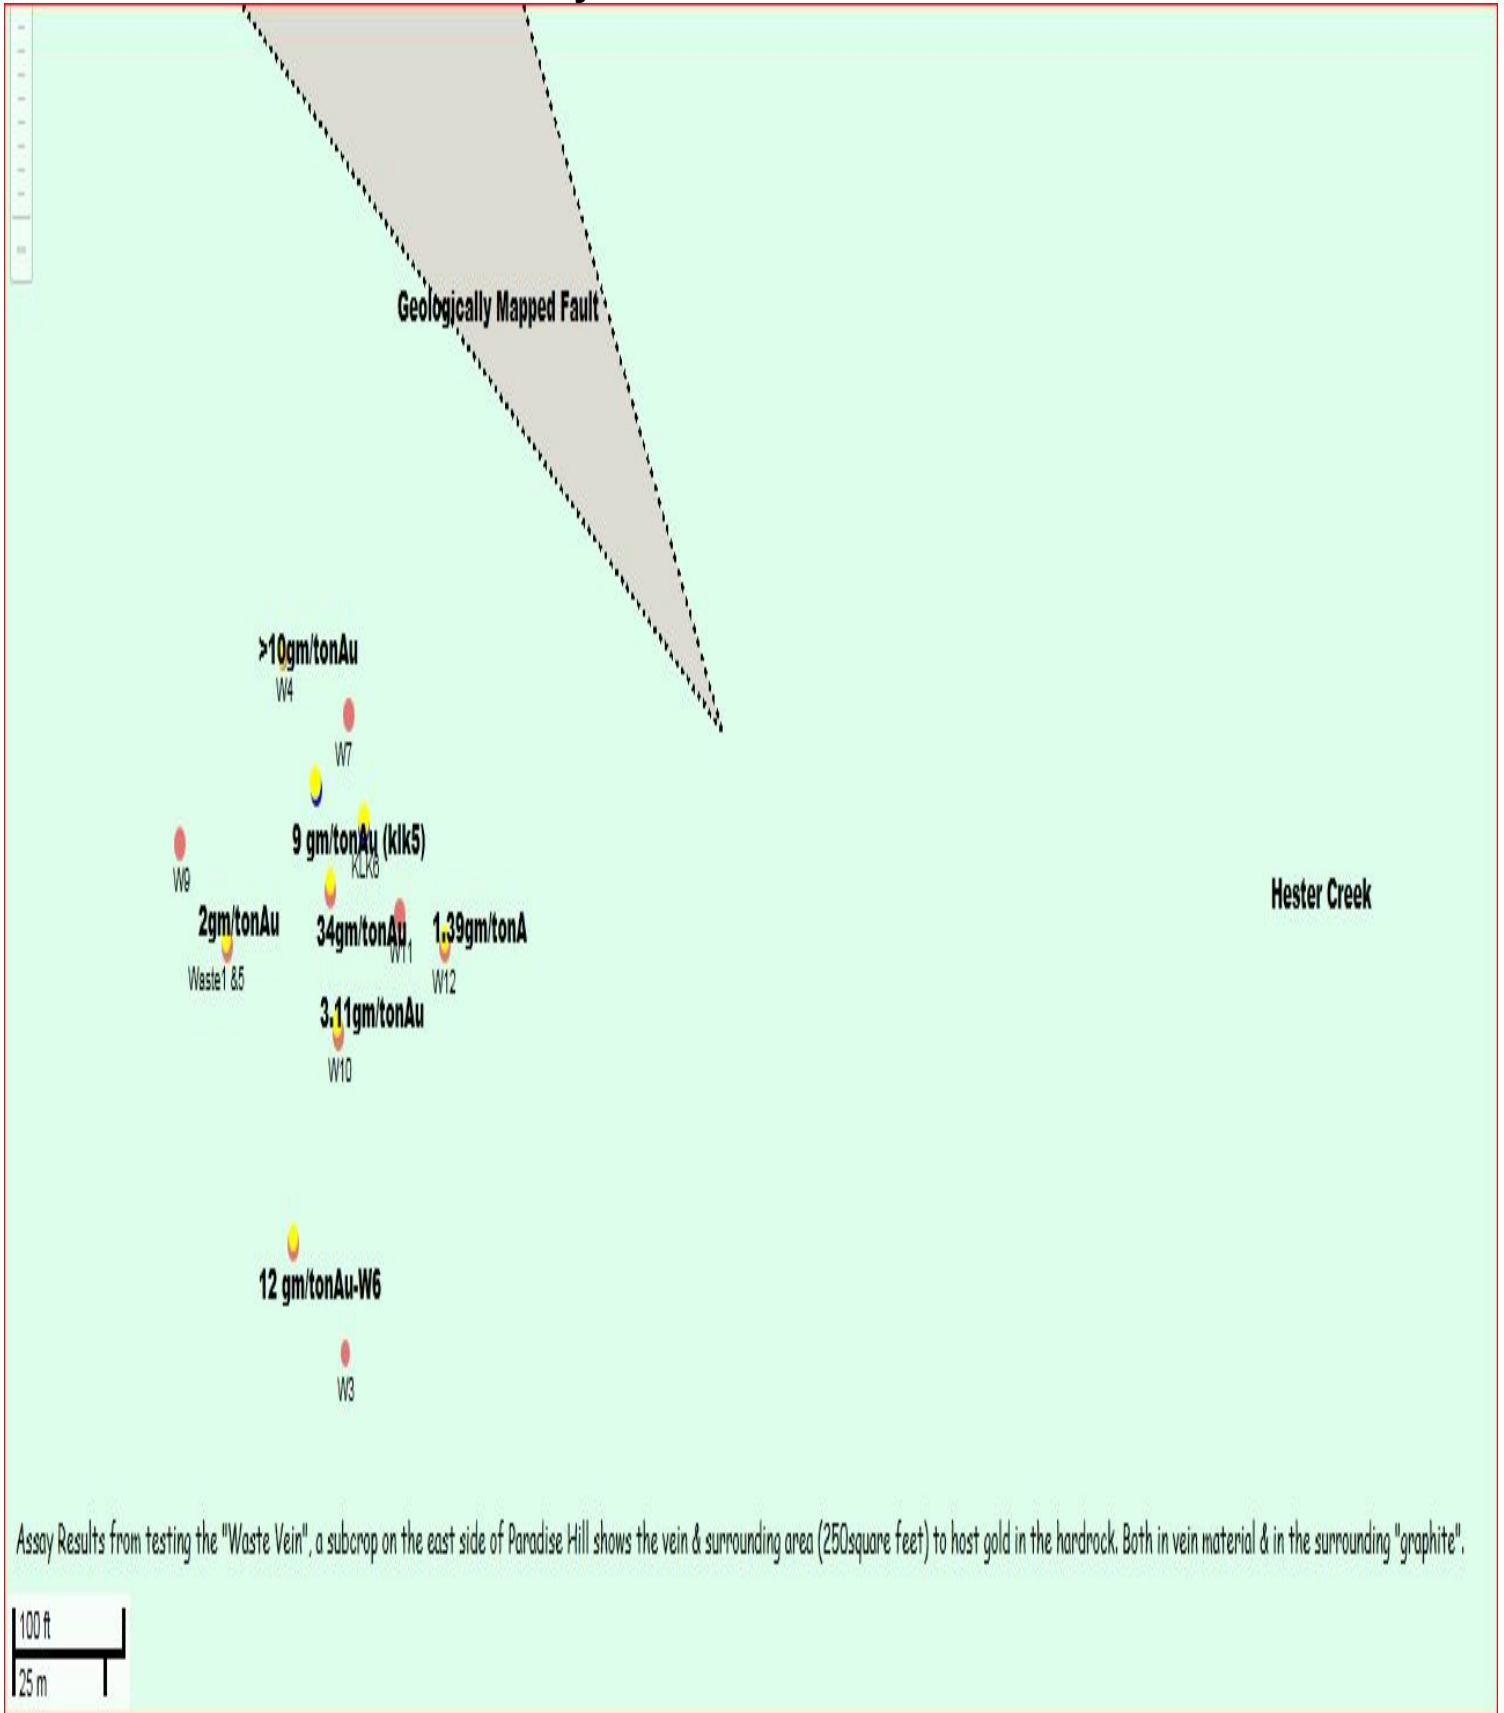 Geologically Mapped Fault
>10gm/tonAu
W4
W7
9 gm/tonAu (klk5)
KLK6
W9
Hester Creek
2gm/tonAu
34gm/tonAu
1.39gm/tonA
W11
Waste1 &5
W12
3.11gm/tonAu
W10
12 gm/tonAu-W6
W3
Assay Results from testing the "Waste Vein", a subcrop on the east side of Paradise Hill shows the vein & surrounding area (250square feet) to host gold in the hardrock. Both in vein material & in the surrounding "graphite".
100 ft
25 m